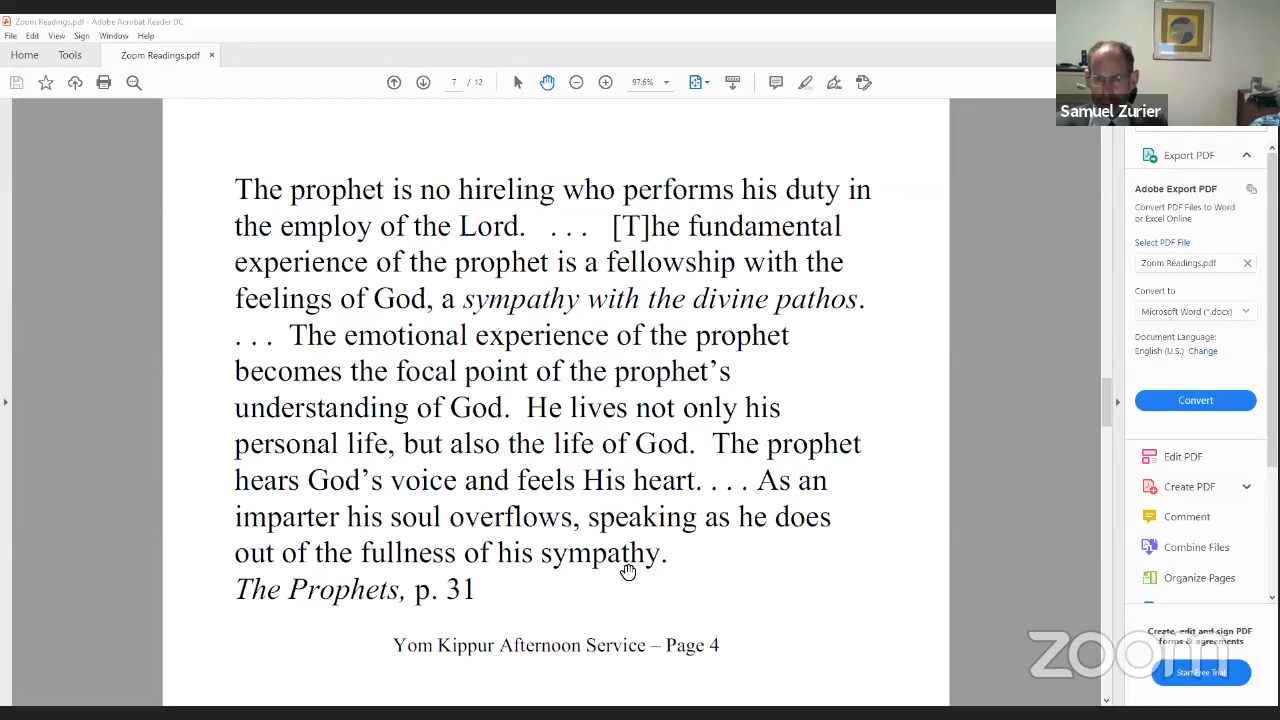 Zoom Readings.pdf - Adobe Acrobat Reader DC
File Edit View Sign Window Help
Home Tools Zoom Readings.pdf ×
7 / 12 97.6%
Samuel Zurier
The prophet is no hireling who performs his duty in
the employ of the Lord. . . . [T]he fundamental
experience of the prophet is a fellowship with the
feelings of God, a sympathy with the divine pathos.
. . . The emotional experience of the prophet
becomes the focal point of the prophet’s
understanding of God. He lives not only his
personal life, but also the life of God. The prophet
hears God’s voice and feels His heart. . . . As an
imparter his soul overflows, speaking as he does
out of the fullness of his sympathy.
The Prophets, p. 31
Yom Kippur Afternoon Service – Page 4
Export PDF
Adobe Export PDF
Convert PDF Files to Word
or Excel Online
Select PDF File
Zoom Readings.pdf
Convert to
Microsoft Word (*.docx)
Document Language:
English (U.S.) Change
Convert
Edit PDF
Create PDF
Comment
Combine Files
Organize Pages
Create, edit and sign PDF
forms & agreements
Start Free Trial
zoom